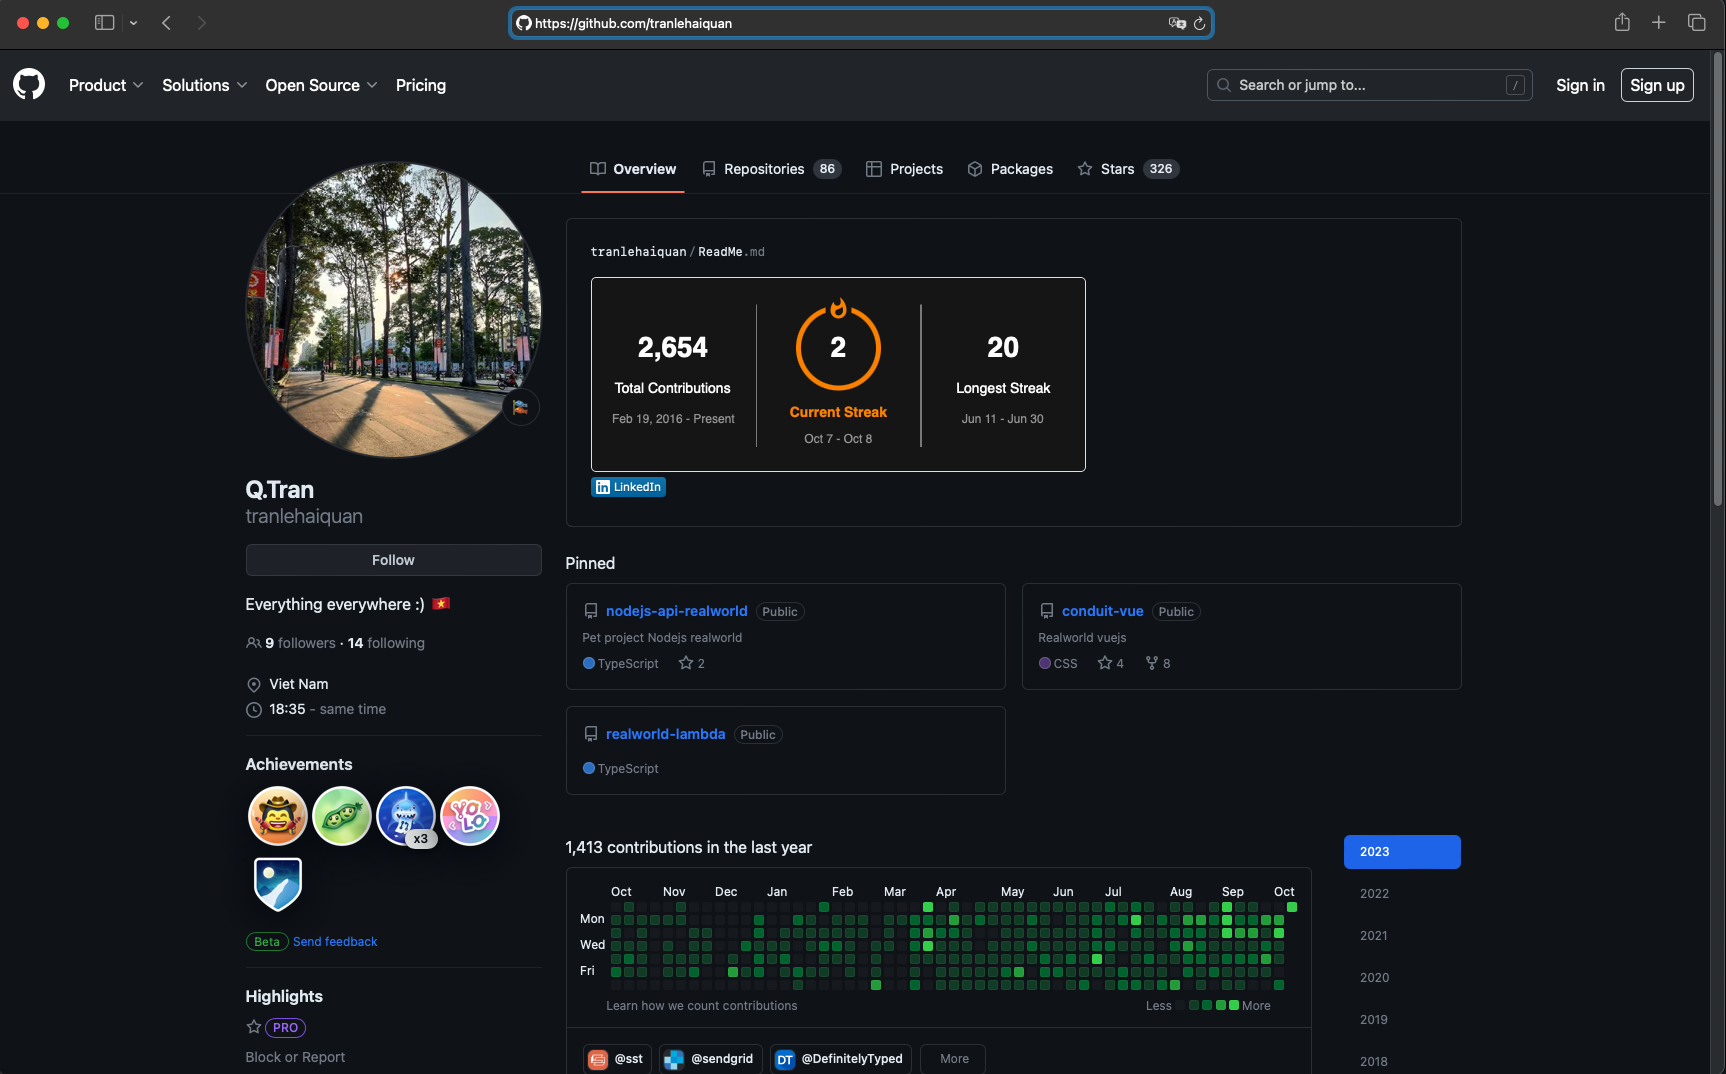 https://github.com/tranlehaiquan
Product
Solutions
Open Source
Pricing
Search or jump to...
/
Sign in
Sign up
Overview
Repositories 86
Projects
Packages
Stars 326
tranlehaiquan/ReadMe.md
2,654
Total Contributions
Feb 19, 2016 - Present
2
Current Streak
Oct 7 - Oct 8
20
Longest Streak
Jun 11 - Jun 30
in LinkedIn
Q.Tran
tranlehaiquan
Follow
Everything everywhere :)
9 followers · 14 following
Viet Nam
18:35 - same time
Achievements
x3
YOLO
Beta Send feedback
Highlights
PRO
Block or Report
Pinned
nodejs-api-realworld Public
Pet project Nodejs realworld
TypeScript 2
conduit-vue Public
Realworld vuejs
CSS 4 8
realworld-lambda Public
TypeScript
1,413 contributions in the last year
Oct Nov Dec Jan Feb Mar Apr May Jun Jul Aug Sep Oct
Mon
Wed
Fri
Learn how we count contributions
Less More
@sst
@sendgrid
DT @DefinitelyTyped
More
2023
2022
2021
2020
2019
2018